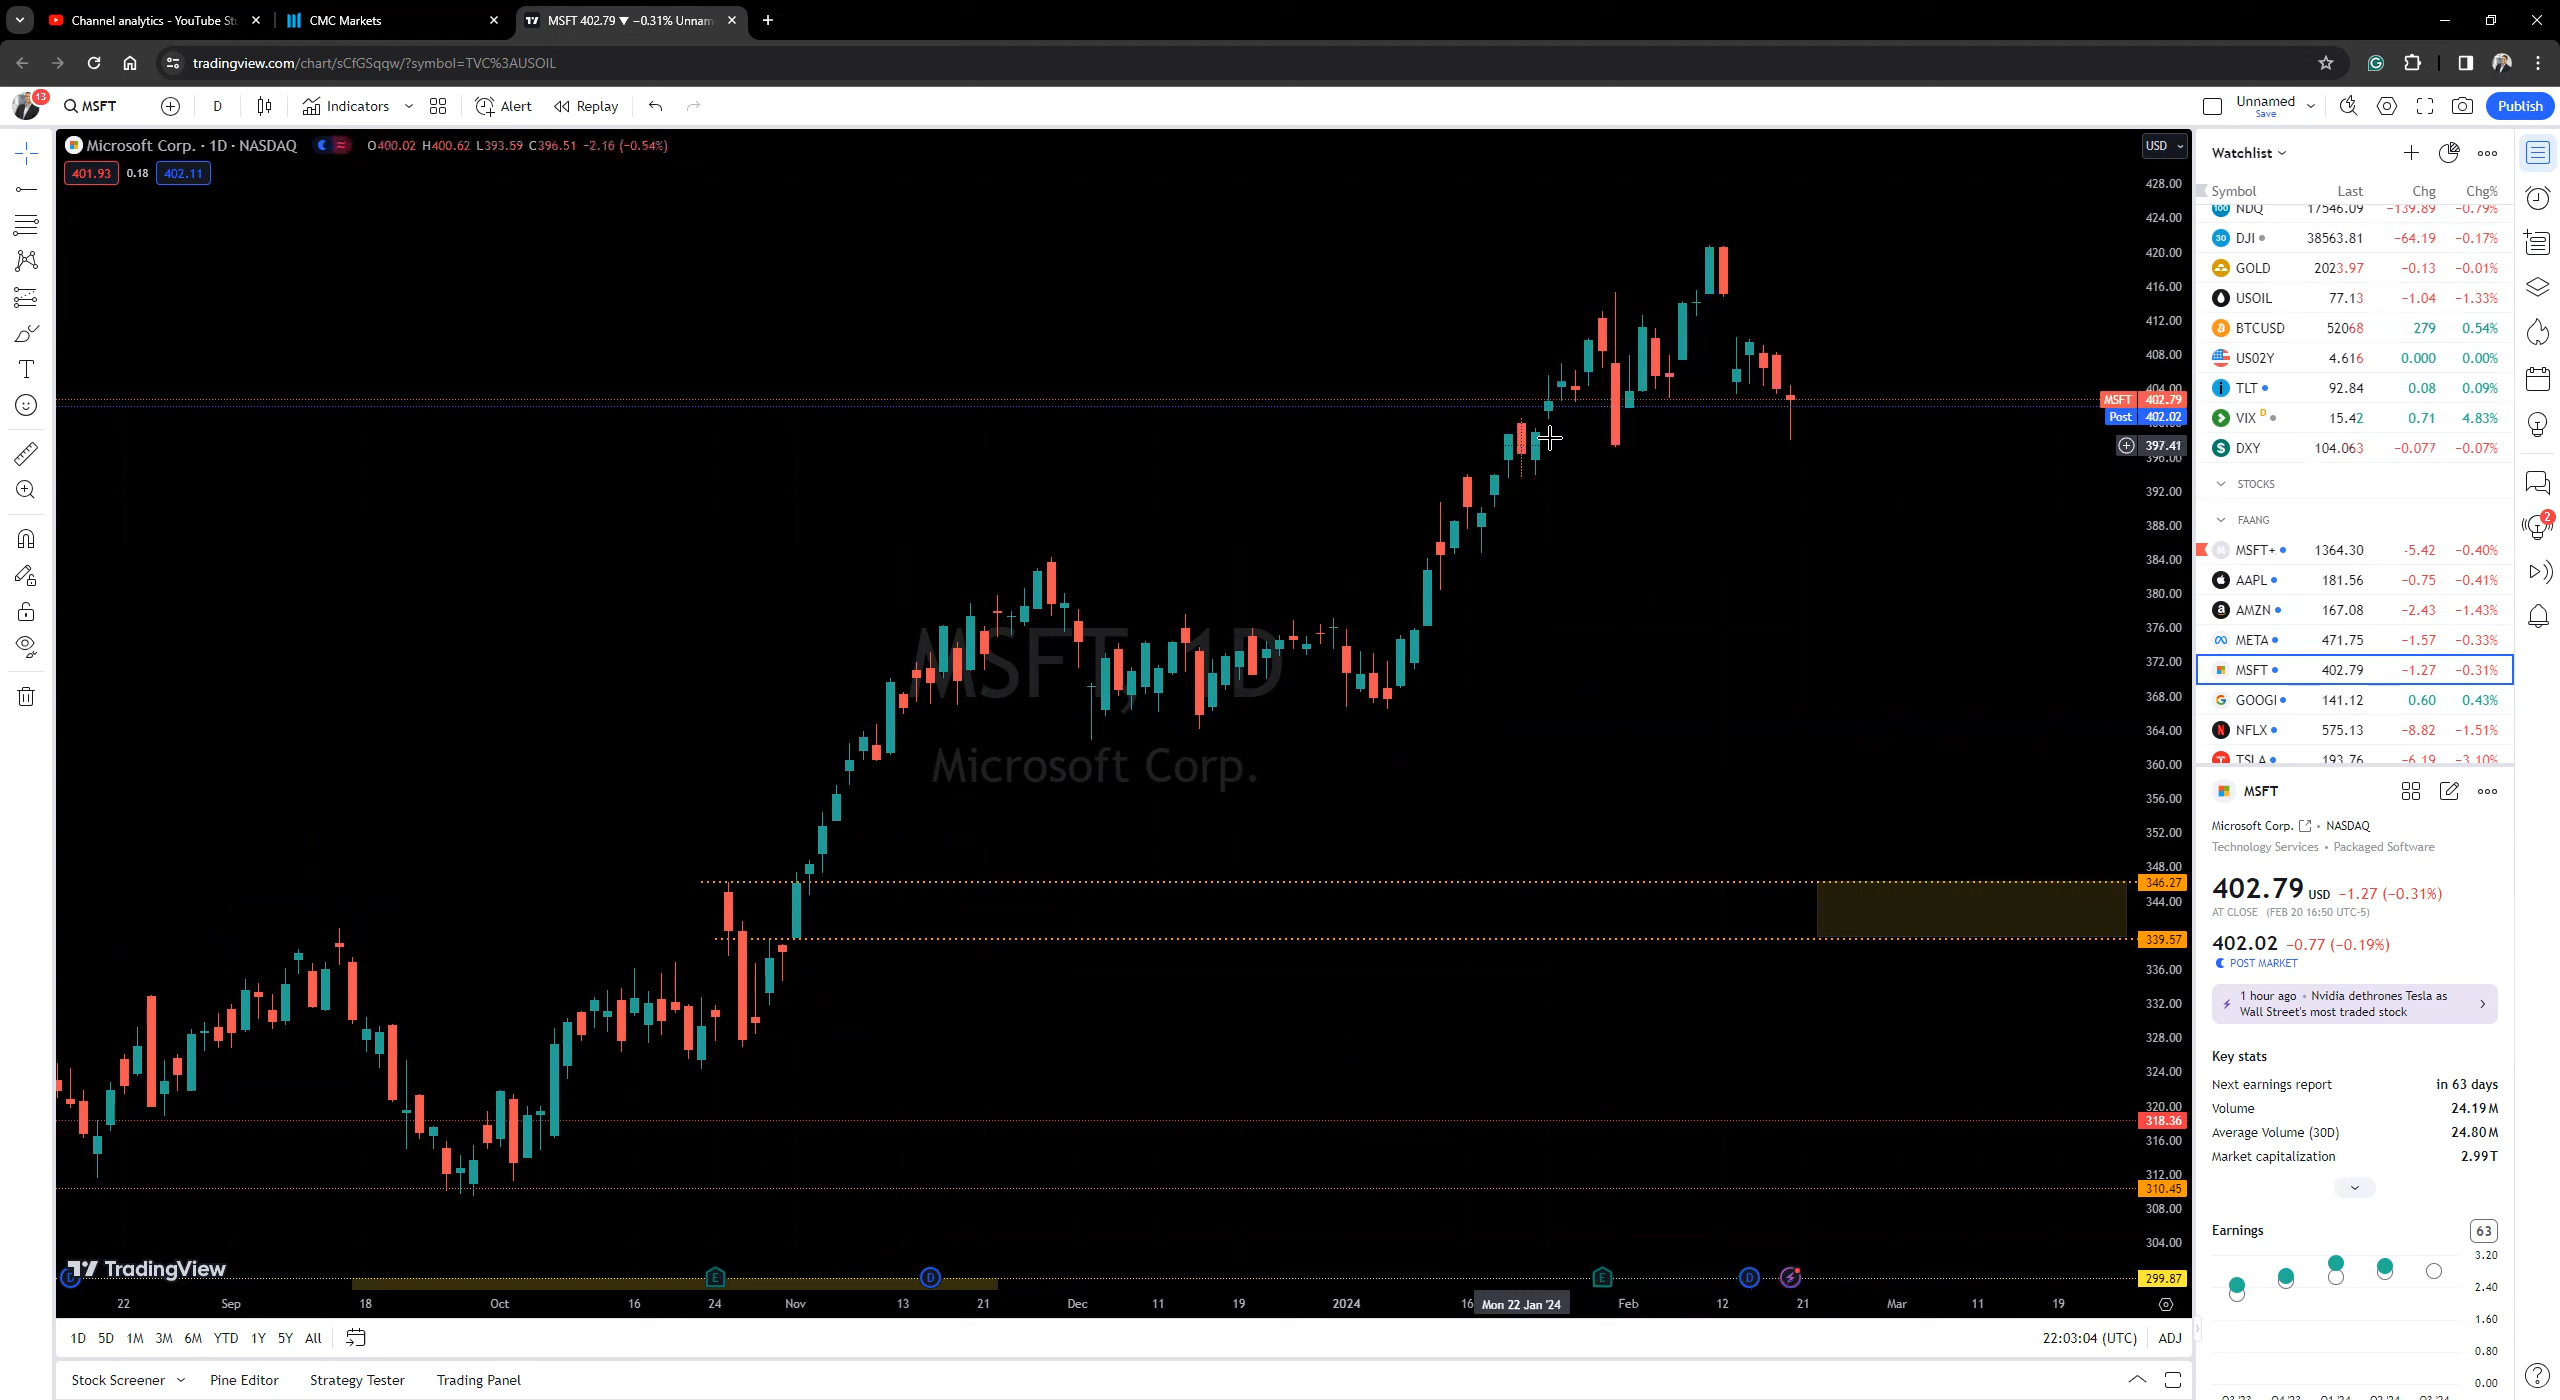 Channel analytics - YouTube St
CMC Markets
MSFT 402.79 ▼ −0.31% Unnam
tradingview.com/chart/sCfGSqqw/?symbol=TVC%3AUSOIL
13
MSFT
D
Indicators
Alert
Replay
Unnamed
Save
Publish
Microsoft Corp. · 1D · NASDAQ
O400.02 H400.62 L393.59 C396.51 −2.16 (−0.54%)
401.93
0.18
402.11
USD
428.00
424.00
420.00
416.00
412.00
408.00
404.00
MSFT 402.79
Post 402.02
397.41
396.00
392.00
388.00
384.00
380.00
376.00
372.00
368.00
364.00
360.00
356.00
352.00
348.00
346.27
344.00
339.57
336.00
332.00
328.00
324.00
320.00
318.36
316.00
312.00
310.45
308.00
304.00
299.87
MSFT, 1D
Microsoft Corp.
TradingView
D
E
D
E
D
22 Sep 18 Oct 16 24 Nov 13 21 Dec 11 19 2024 16 Mon 22 Jan '24 Feb 12 21 Mar 11 19
1D 5D 1M 3M 6M YTD 1Y 5Y All
22:03:04 (UTC)
ADJ
Stock Screener
Pine Editor
Strategy Tester
Trading Panel
Watchlist
Symbol Last Chg Chg%
100 NDQ 17546.09 −139.89 −0.79%
30 DJI 38563.81 −64.19 −0.17%
GOLD 2023.97 −0.13 −0.01%
USOIL 77.13 −1.04 −1.33%
BTCUSD 52068 279 0.54%
US02Y 4.616 0.000 0.00%
TLT 92.84 0.08 0.09%
VIX D 15.42 0.71 4.83%
DXY 104.063 −0.077 −0.07%
STOCKS
FAANG
M MSFT+ 1364.30 -5.42 −0.40%
AAPL 181.56 −0.75 −0.41%
AMZN 167.08 −2.43 −1.43%
META 471.75 −1.57 −0.33%
MSFT 402.79 −1.27 −0.31%
GOOGl 141.12 0.60 0.43%
NFLX 575.13 −8.82 −1.51%
TSLA 193.76 −6.19 −3.10%
2
MSFT
Microsoft Corp. • NASDAQ
Technology Services • Packaged Software
402.79 USD −1.27 (−0.31%)
AT CLOSE (FEB 20 16:50 UTC-5)
402.02 −0.77 (−0.19%)
POST MARKET
1 hour ago • Nvidia dethrones Tesla as
Wall Street's most traded stock
Key stats
Next earnings report in 63 days
Volume 24.19M
Average Volume (30D) 24.80M
Market capitalization 2.99T
Earnings
63
3.20
2.40
1.60
0.80
0.00